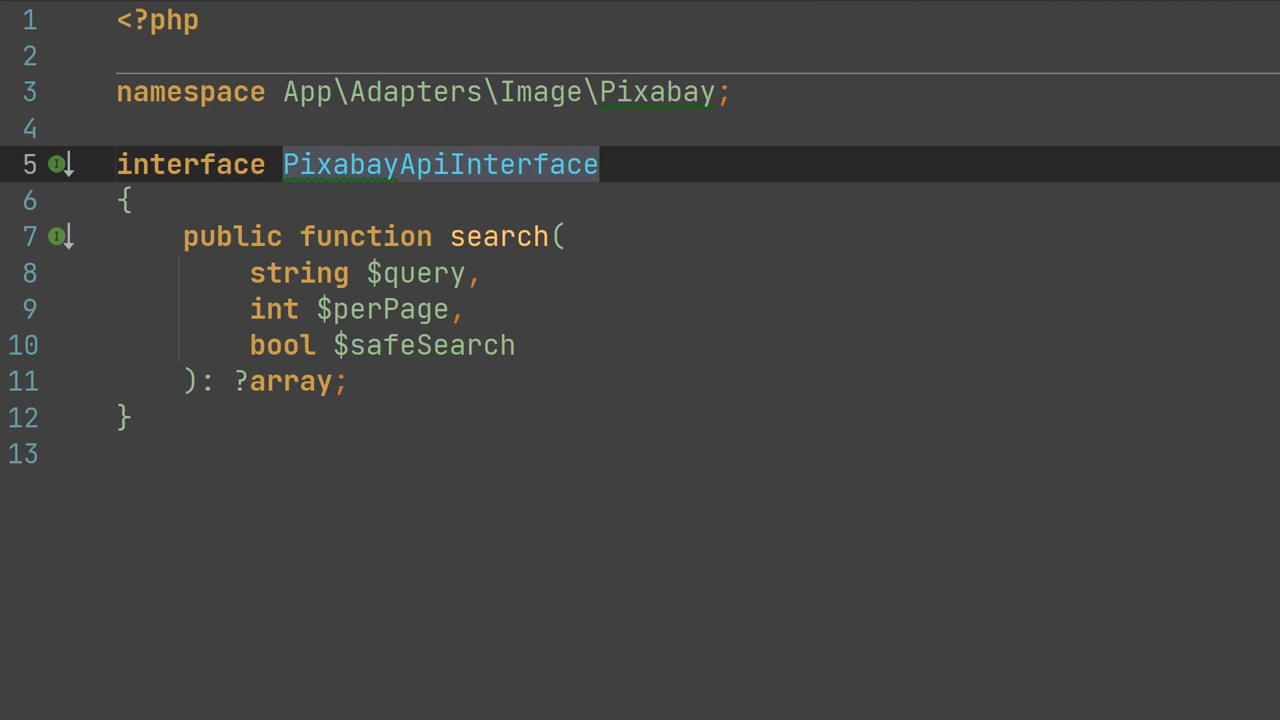 1 <?php
2
3 namespace App\Adapters\Image\Pixabay;
4
5 interface PixabayApiInterface
6 {
7     public function search(
8         string $query,
9         int $perPage,
10         bool $safeSearch
11     ): ?array;
12 }
13